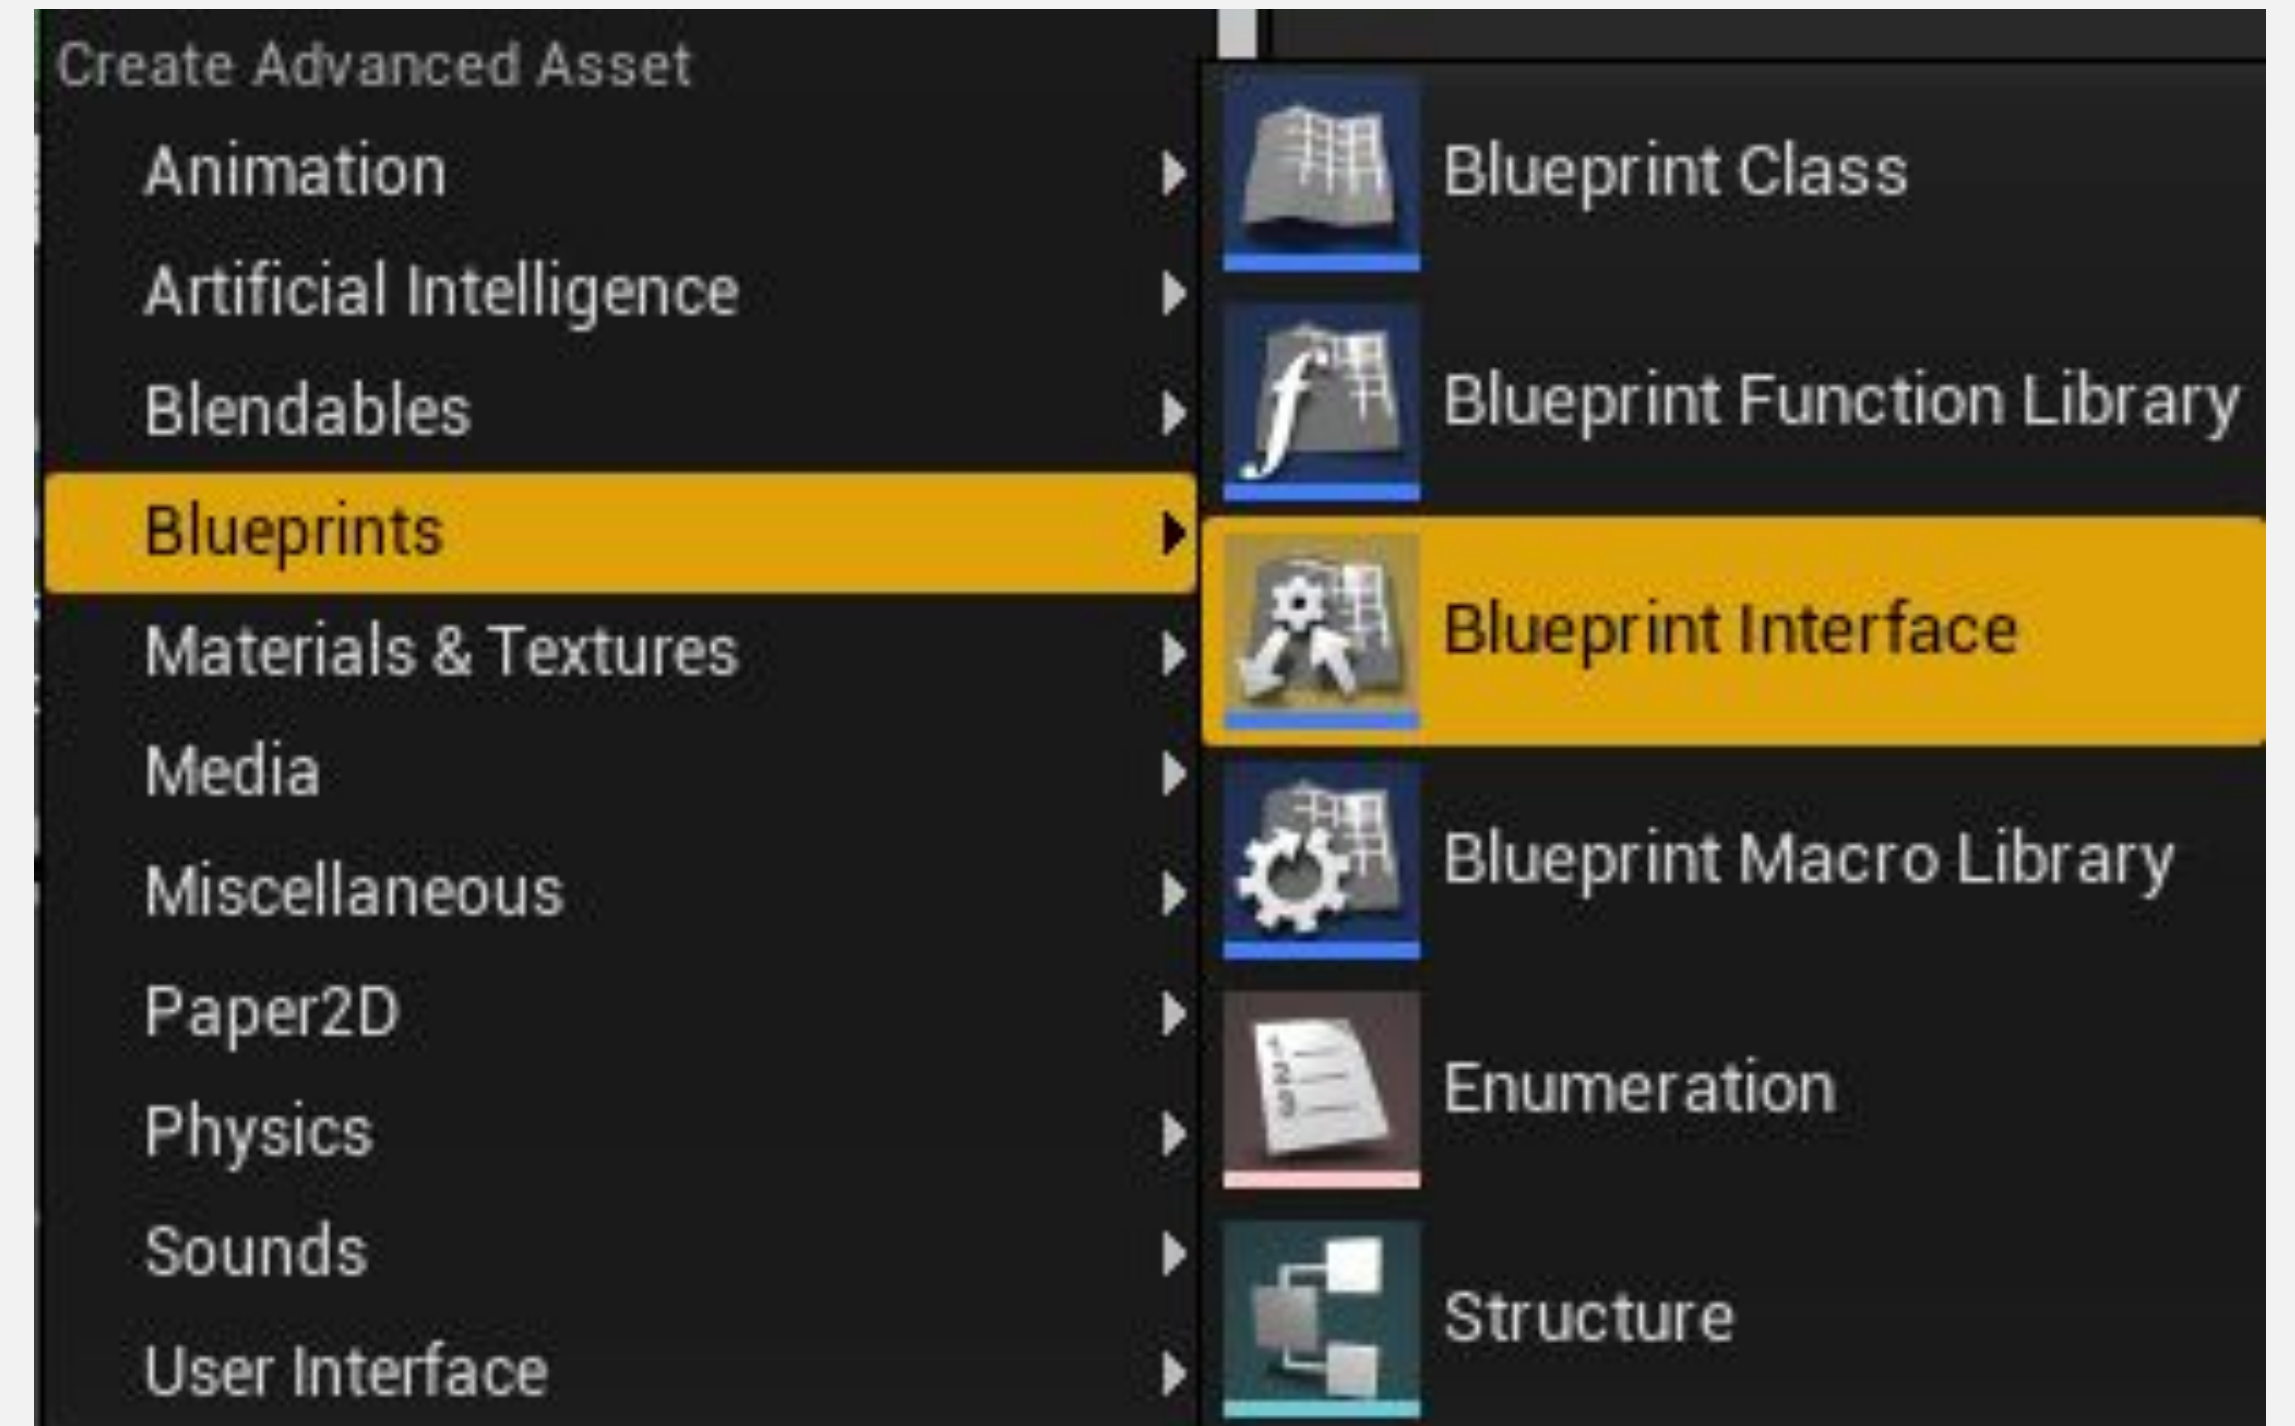 Create Advanced Asset
Animation
Artificial Intelligence
Blendables
Blueprints
Materials & Textures
Media
Miscellaneous
Paper2D
Physics
Sounds
User Interface
Blueprint Class
Blueprint Function Library
Blueprint Interface
Blueprint Macro Library
Enumeration
Structure